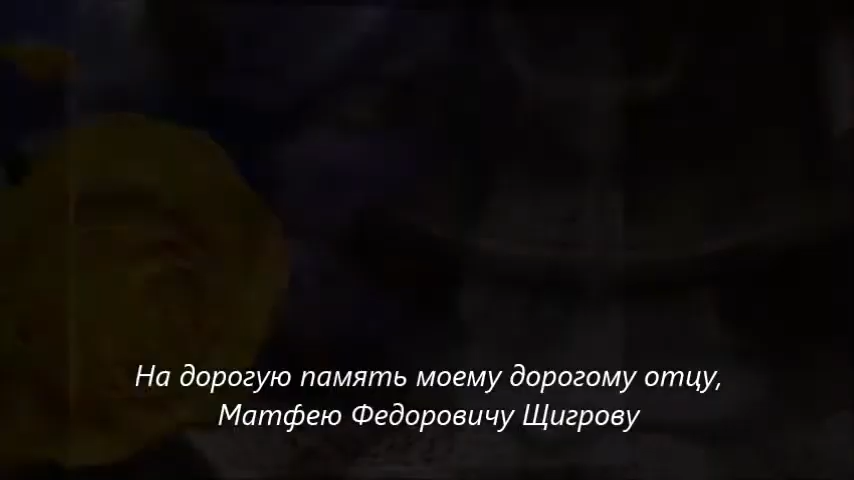 На дорогую память моему дорогому отцу,
Матфею Федоровичу Щигрову